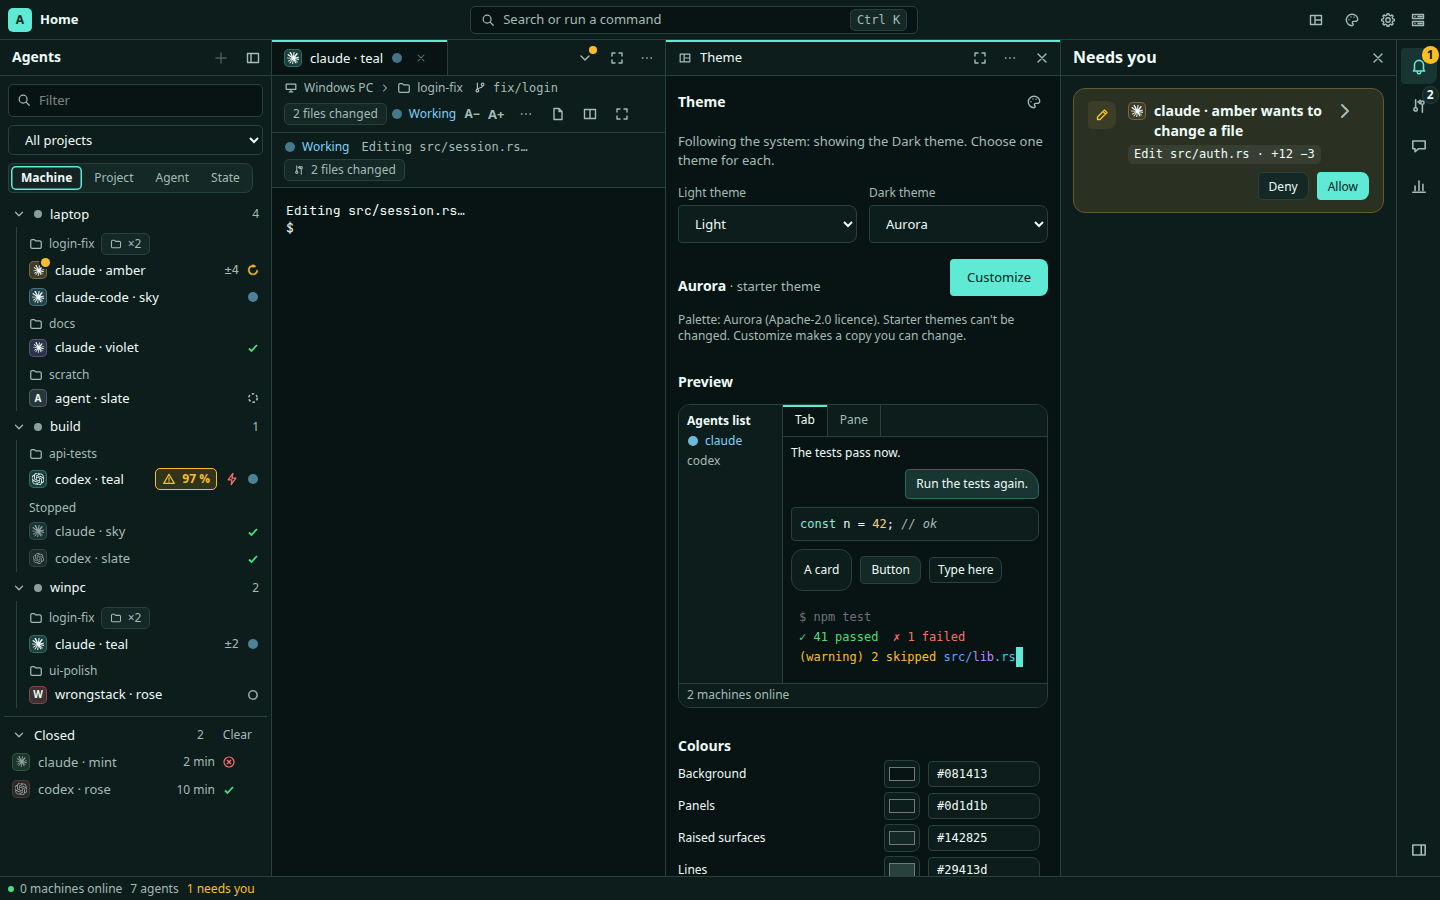 A Home
Search or run a command Ctrl K
Agents
Filter
All projects
Machine Project Agent State
laptop 4
login-fix ×2
claude · amber ±4
claude-code · sky
docs
claude · violet
scratch
A agent · slate
build 1
api-tests
codex · teal 97 %
Stopped
claude · sky
codex · slate
winpc 2
login-fix ×2
claude · teal ±2
ui-polish
W wrongstack · rose
Closed 2 Clear
claude · mint 2 min
codex · rose 10 min
claude · teal
Windows PC login-fix fix/login
2 files changed Working A− A+
Working Editing src/session.rs…
2 files changed
Editing src/session.rs…
$
Theme
Theme
Following the system: showing the Dark theme. Choose one
theme for each.
Light theme Dark theme
Light Aurora
Aurora · starter theme Customize
Palette: Aurora (Apache-2.0 licence). Starter themes can't be
changed. Customize makes a copy you can change.
Preview
Agents list
claude
codex
Tab Pane
The tests pass now.
Run the tests again.
const n = 42; // ok
A card Button Type here
$ npm test
✓ 41 passed ✗ 1 failed
(warning) 2 skipped src/lib.rs
2 machines online
Colours
Background #081413
Panels #0d1d1b
Raised surfaces #142825
Lines #29413d
Needs you
claude · amber wants to
change a file
Edit src/auth.rs · +12 −3
Deny Allow
1
2
0 machines online 7 agents 1 needs you